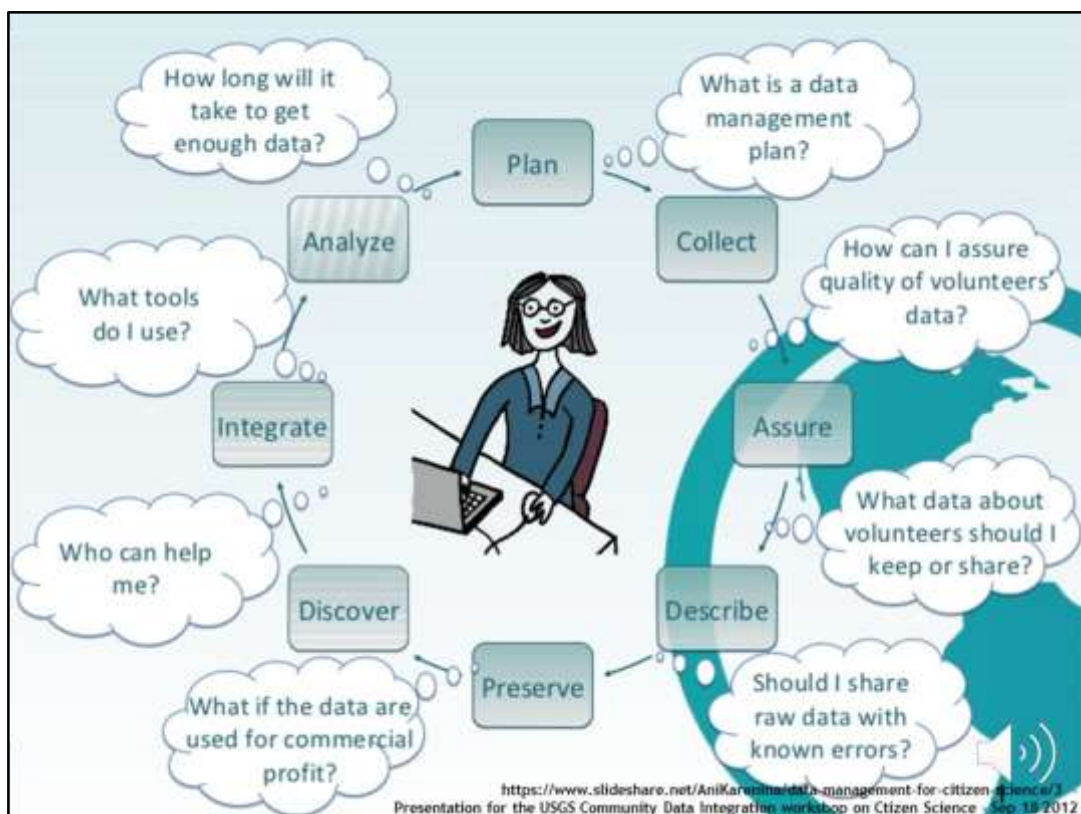 How long will it
take to get
enough data?
What is a data
management
plan?
Plan
Analyze
Collect
How can I assure
quality of volunteers'
data?
What tools
do I use?
Integrate
Assure
What data about
volunteers should I
keep or share?
Who can help
me?
Discover
Describe
Preserve
What if the data are
used for commercial
profit?
Should I share
raw data with
known errors?
https://www.slideshare.net/AniKarenina/data-management-for-citizen-science/3
Presentation for the USGS Community Data Integration workshop on Ctizen Science - Sep 18 2012